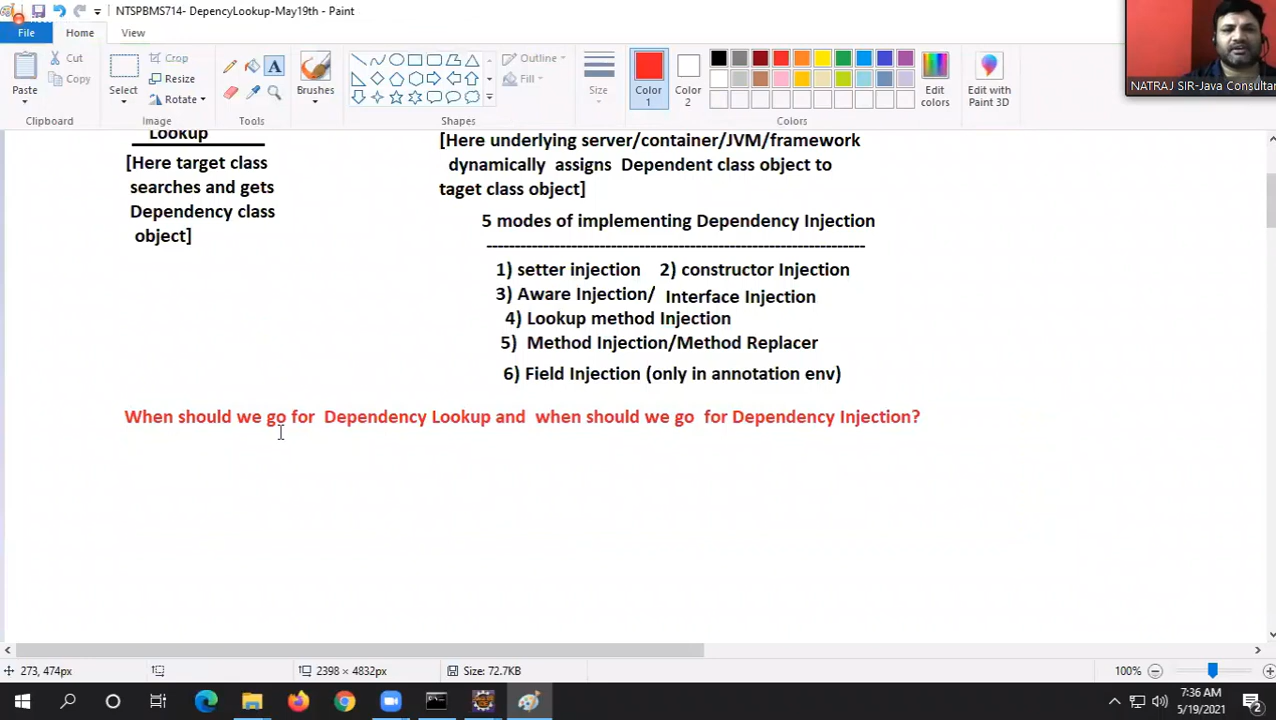 NTSPBMS714- DepencyLookup-May19th - Paint
NATRAJ SIR-Java Consultan
File Home View
Paste
Cut
Copy
Clipboard
Select
Crop
Resize
Rotate
Image
Tools
Brushes
Shapes
Outline
Fill
Size
Color 1
Color 2
Edit colors
Edit with Paint 3D
Colors
Lookup
[Here target class
searches and gets
Dependency class
object]
[Here underlying server/container/JVM/framework
dynamically assigns Dependent class object to
taget class object]
5 modes of implementing Dependency Injection
-------------------------------------------------------------------
1) setter injection 2) constructor Injection
3) Aware Injection/ Interface Injection
4) Lookup method Injection
5) Method Injection/Method Replacer
6) Field Injection (only in annotation env)
When should we go for Dependency Lookup and when should we go for Dependency Injection?
273, 474px
2398 × 4832px
Size: 72.7KB
100%
7:36 AM
5/19/2021
2